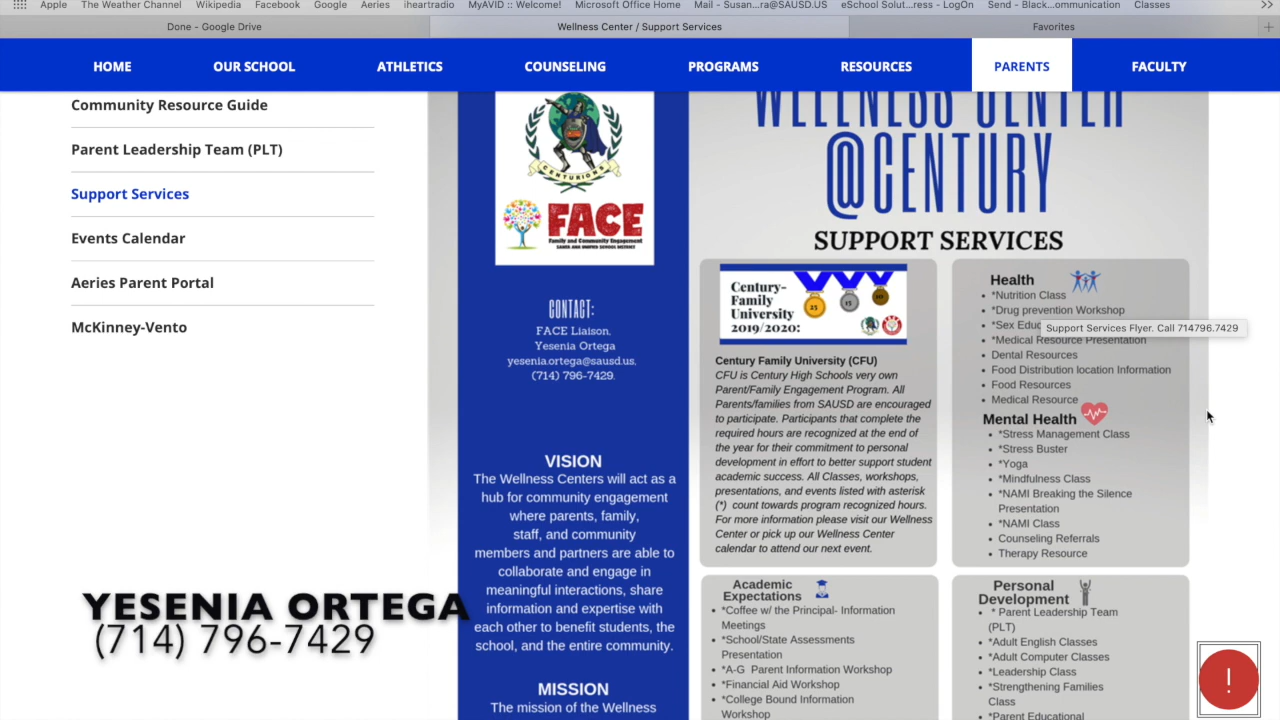 Apple The Weather Channel Wikipedia Facebook Google Aeries iheartradio MyAVID :: Welcome! Microsoft Office Home Mail - Susan...ra@SAUSD.US eSchool Solut...ress - LogOn Send - Black...ommunication Classes >>
Done - Google Drive Wellness Center / Support Services Favorites +
HOME OUR SCHOOL ATHLETICS COUNSELING PROGRAMS RESOURCES PARENTS FACULTY
Community Resource Guide
Parent Leadership Team (PLT)
Support Services
Events Calendar
Aeries Parent Portal
McKinney-Vento
YESENIA ORTEGA
(714) 796-7429
CENTURIONS
FACE
Family and Community Engagement
SANTA ANA UNIFIED SCHOOL DISTRICT
CONTACT:
FACE Liaison,
Yesenia Ortega
yesenia.ortega@sausd.us,
(714) 796-7429.
VISION
The Wellness Centers will act as a
hub for community engagement
where parents, family,
staff, and community
members and partners are able to
collaborate and engage in
meaningful interactions, share
information and expertise with
each other to benefit students, the
school, and the entire community.
MISSION
The mission of the Wellness
WELLNESS CENTER
@CENTURY
SUPPORT SERVICES
Century-
Family
University
2019/2020:
Century Family University (CFU)
CFU is Century High Schools very own
Parent/Family Engagement Program. All
Parents/families from SAUSD are encouraged
to participate. Participants that complete the
required hours are recognized at the end of
the year for their commitment to personal
development in effort to better support student
academic success. All Classes, workshops,
presentations, and events listed with asterisk
(*) count towards program recognized hours.
For more information please visit our Wellness
Center or pick up our Wellness Center
calendar to attend our next event.
Health
• *Nutrition Class
• *Drug prevention Workshop
• *Sex Educ
Support Services Flyer. Call 714796.7429
• *Medical Resource Presentation
• Dental Resources
• Food Distribution location Information
• Food Resources
• Medical Resource
Mental Health
• *Stress Management Class
• *Stress Buster
• *Yoga
• *Mindfulness Class
• *NAMI Breaking the Silence
Presentation
• *NAMI Class
• Counseling Referrals
• Therapy Resource
Academic
Expectations
• *Coffee w/ the Principal- Information
Meetings
• *School/State Assessments
Presentation
• *A-G Parent Information Workshop
• *Financial Aid Workshop
• *College Bound Information
Workshop
Personal
Development
• * Parent Leadership Team
(PLT)
• *Adult English Classes
• *Adult Computer Classes
• *Leadership Class
• *Strengthening Families
Class
• *Parent Educational
!